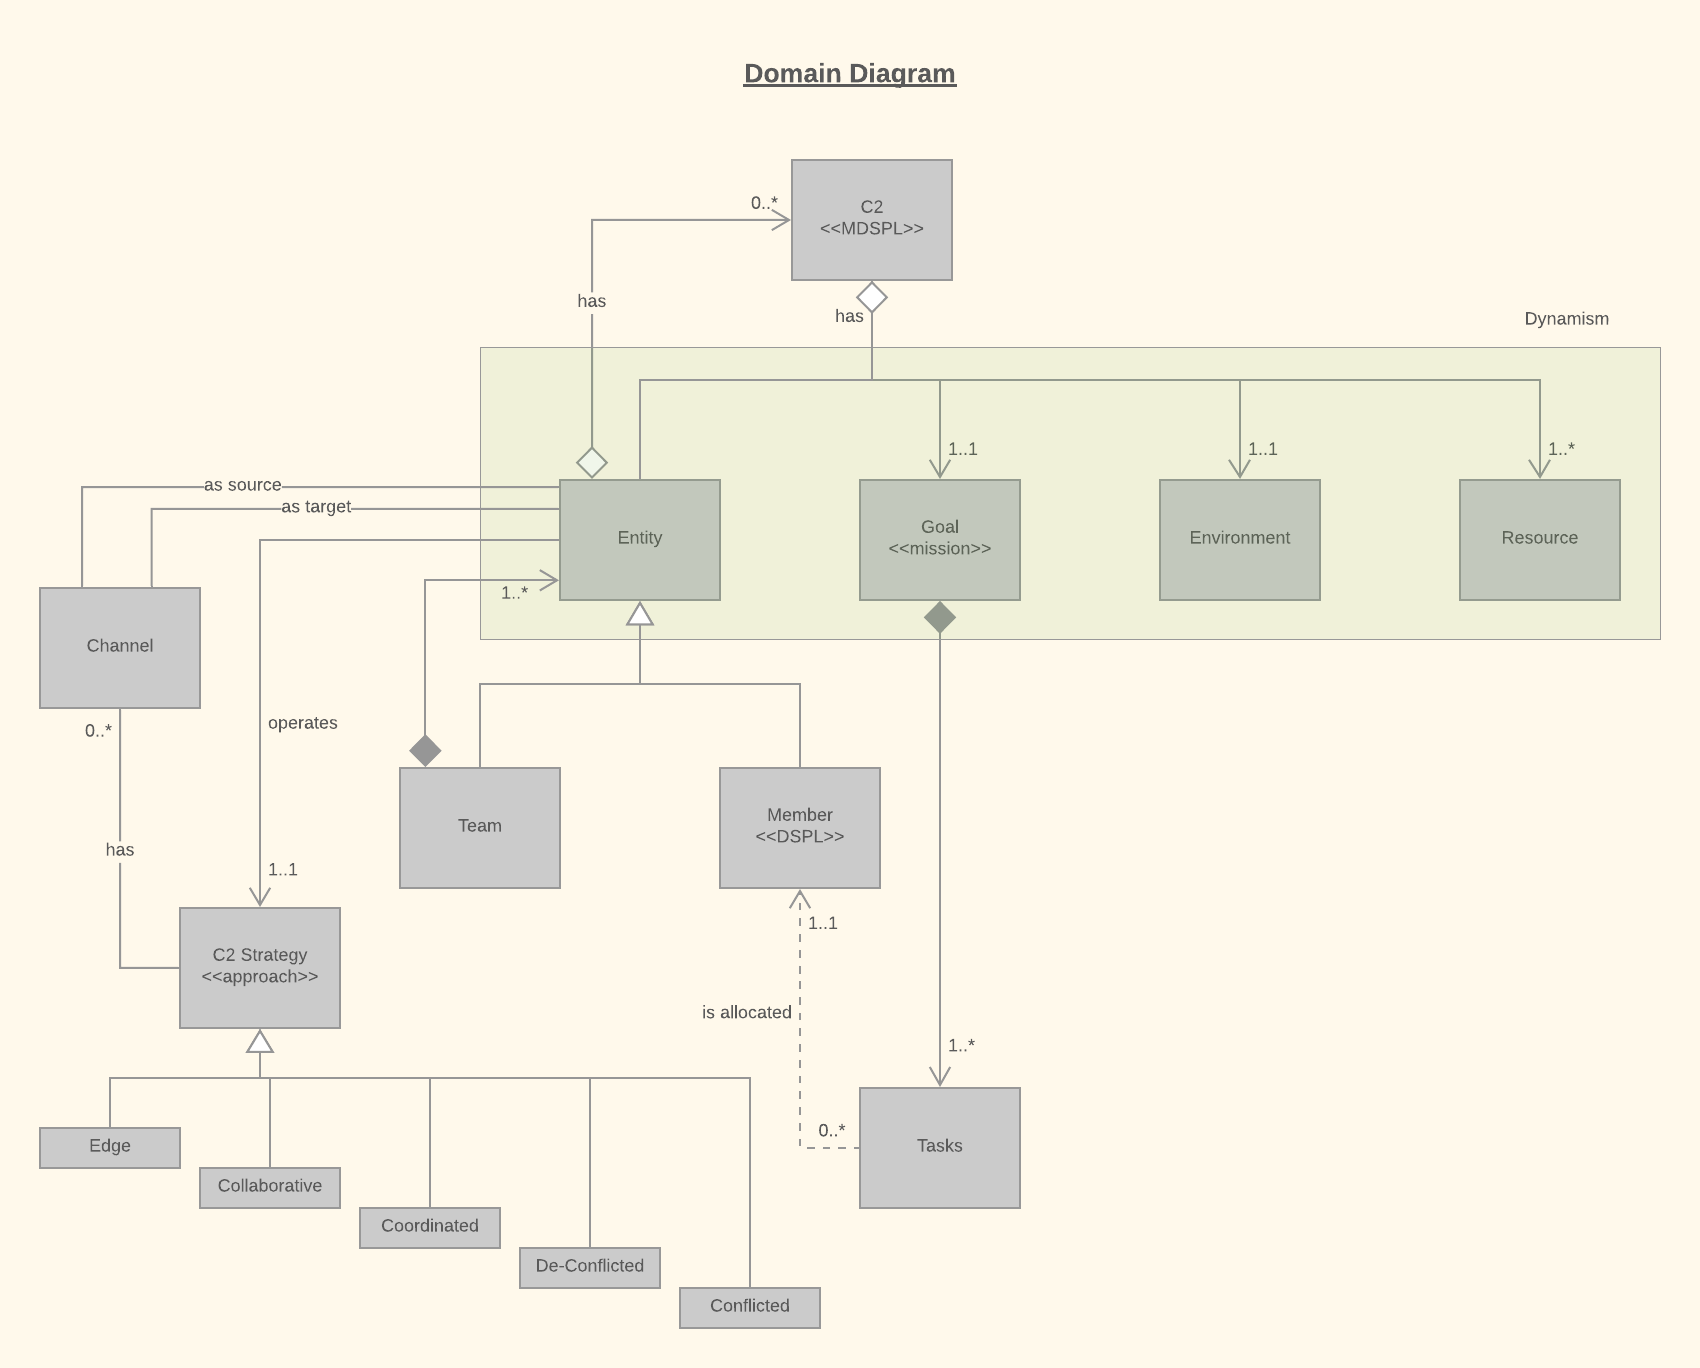 Domain Diagram
0..*
C2
<<MDSPL>>
has
has
Dynamism
1..1
1..1
1..*
as source
as target
Entity
Goal
<<mission>>
Environment
Resource
1..*
Channel
0..*
operates
Team
Member
<<DSPL>>
has
1..1
1..1
C2 Strategy
<<approach>>
is allocated
1..*
0..*
Tasks
Edge
Collaborative
Coordinated
De-Conflicted
Conflicted